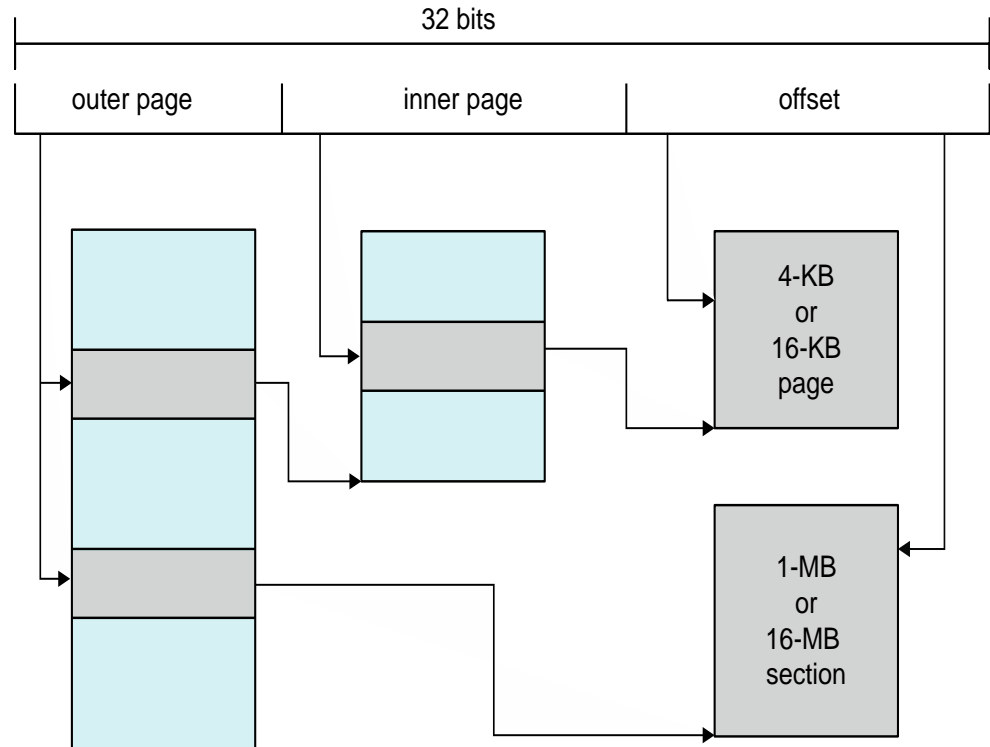 32 bits
outer page
inner page
offset
4-KB
or
16-KB
page
1-MB
or
16-MB
section